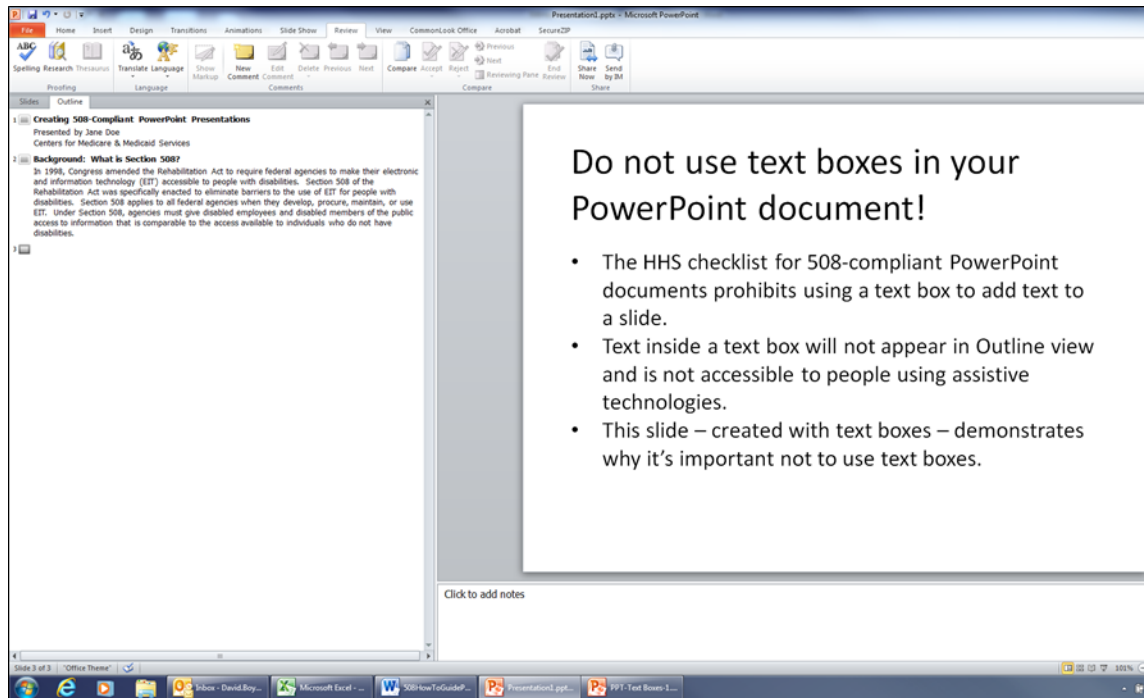 Presentation1.pptx - Microsoft PowerPoint
File Home Insert Design Transitions Animations Slide Show Review View CommonLook Office Acrobat SecureZIP
ABC
Spelling Research Thesaurus Translate Language Show Markup New Comment Edit Comment Delete Previous Next Compare Accept Reject Previous Next Reviewing Pane End Review Share Now Send by IM
Proofing Language Comments Compare Share
Slides Outline
1 Creating 508-Compliant PowerPoint Presentations
Presented by Jane Doe
Centers for Medicare & Medicaid Services
2 Background: What is Section 508?
In 1998, Congress amended the Rehabilitation Act to require federal agencies to make their electronic
and information technology (EIT) accessible to people with disabilities. Section 508 of the
Rehabilitation Act was specifically enacted to eliminate barriers to the use of EIT for people with
disabilities. Section 508 applies to all federal agencies when they develop, procure, maintain, or use
EIT. Under Section 508, agencies must give disabled employees and disabled members of the public
access to information that is comparable to the access available to individuals who do not have
disabilities.
3
Do not use text boxes in your
PowerPoint document!
• The HHS checklist for 508-compliant PowerPoint
documents prohibits using a text box to add text to
a slide.
• Text inside a text box will not appear in Outline view
and is not accessible to people using assistive
technologies.
• This slide – created with text boxes – demonstrates
why it's important not to use text boxes.
Click to add notes
Slide 3 of 3 "Office Theme" 101%
Inbox - David.Boy... Microsoft Excel - ... 508HowToGuideP... Presentation1.ppt... PPT-Text Boxes-1....